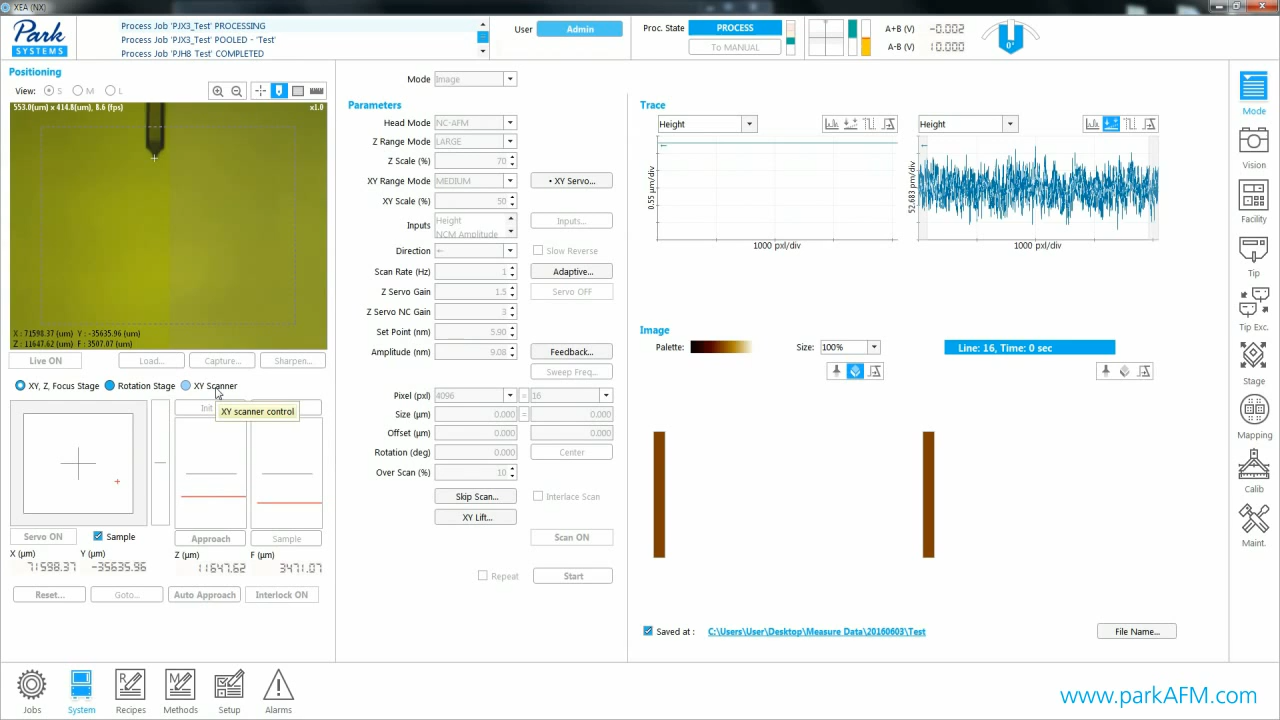 XEA (NX)
Park
SYSTEMS
Process Job 'PJX3_Test' PROCESSING
Process Job 'PJX3_Test' POOLED - 'Test'
Process Job 'PJHB_Test' COMPLETED
User
Admin
Proc. State
PROCESS
To MANUAL
A+B (V) -0.002
A-B (V) 10.000
0°
Positioning
View: S M L
553.0(um) x 414.8(um), 8.6 (fps)
x1.0
X : 71598.37 (um) Y : -35635.96 (um)
Z : 11647.62 (um) F : 3507.07 (um)
Live ON
Load...
Capture...
Sharpen...
XY, Z, Focus Stage
Rotation Stage
XY Scanner
Init
XY scanner control
Servo ON
Sample
Approach
Sample
X (µm) Y (µm) Z (µm) F (µm)
71598.37 -35635.96 11647.62 3471.07
Reset...
Goto...
Auto Approach
Interlock ON
Mode Image
Parameters
Head Mode NC-AFM
Z Range Mode LARGE
Z Scale (%) 70
XY Range Mode MEDIUM • XY Servo...
XY Scale (%) 50
Inputs Height Inputs...
NCM Amplitude
Direction ← Slow Reverse
Scan Rate (Hz) 1 Adaptive...
Z Servo Gain 1.5 Servo OFF
Z Servo NC Gain 3
Set Point (nm) 5.90
Amplitude (nm) 9.08 Feedback...
Sweep Freq...
Pixel (pxl) 4096 = 16
Size (µm) 0.000 = 0.000
Offset (µm) 0.000 0.000
Rotation (deg) 0.000 Center
Over Scan (%) 10
Skip Scan... Interlace Scan
XY Lift...
Scan ON
Repeat Start
Trace
Height
Height
0.55 µm/div
1000 pxl/div
52.683 pm/div
1000 pxl/div
Image
Palette: Size: 100%
Line: 16, Time: 0 sec
Saved at : C:\Users\User\Desktop\Measure Data\20160603\Test
File Name...
Mode
Vision
Facility
Tip
Tip Exc.
Stage
Mapping
Calib
Maint.
Jobs
System
Recipes
Methods
Setup
Alarms
www.parkAFM.com